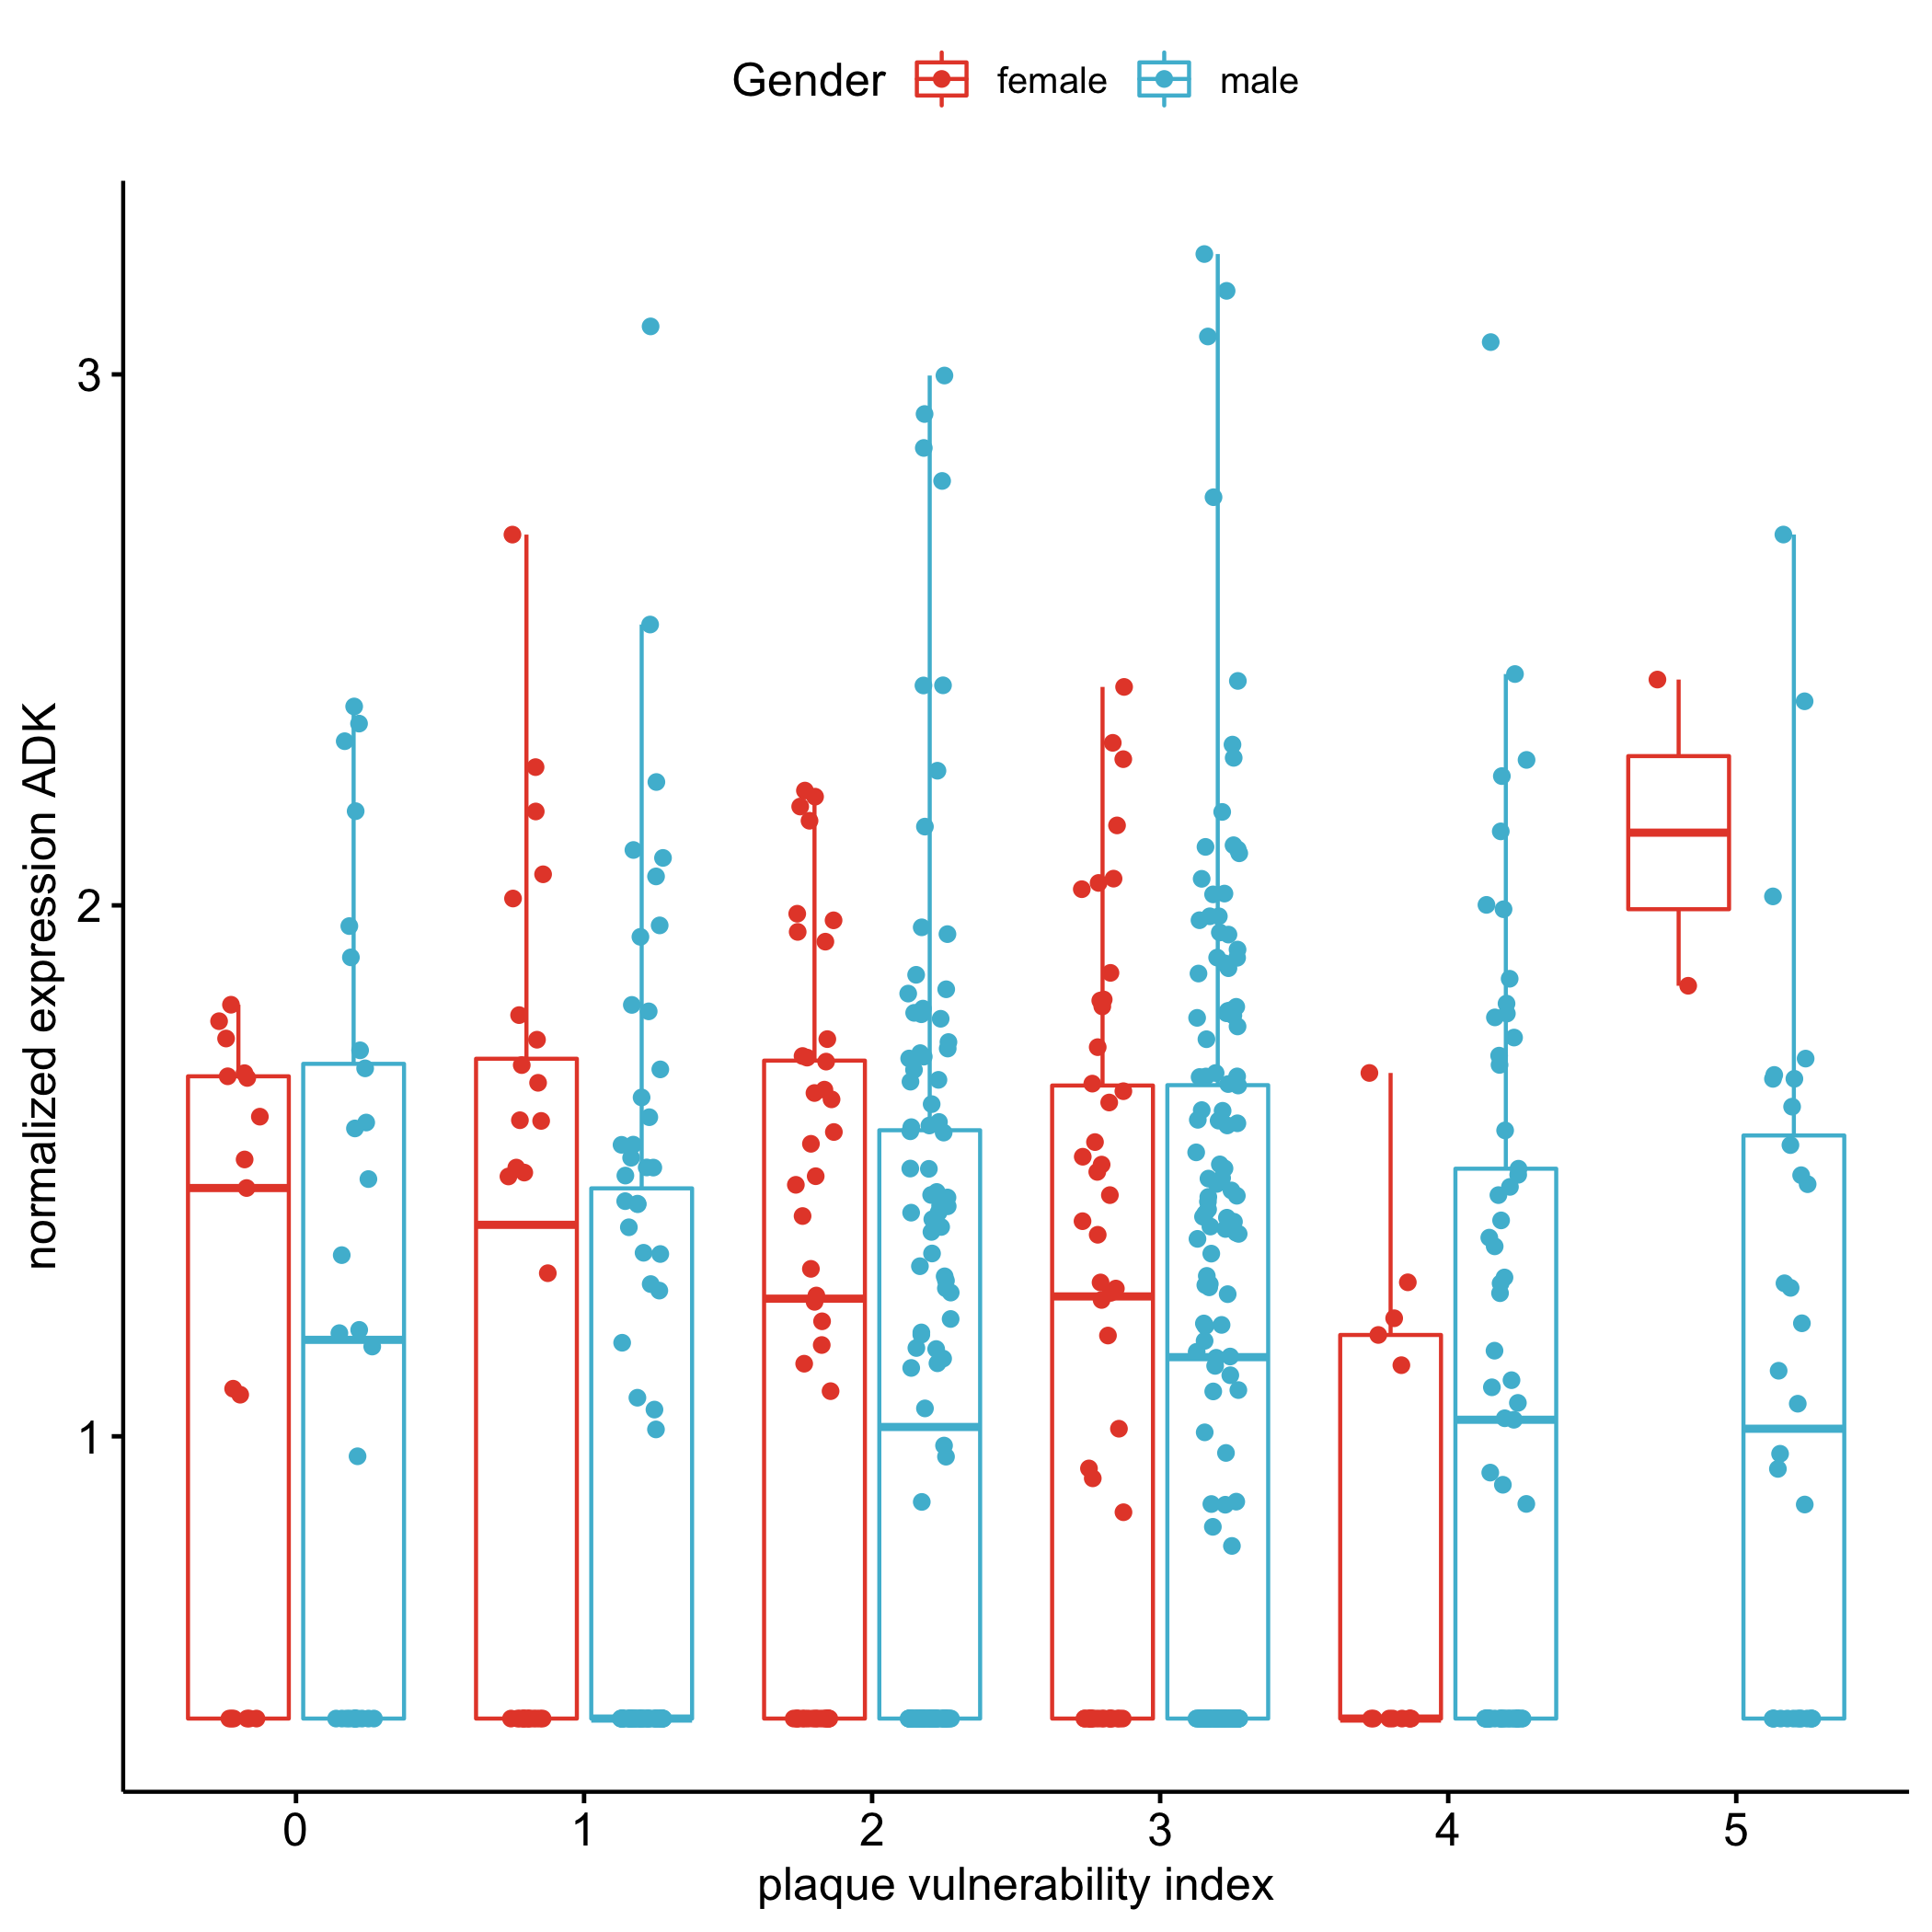 Gender female male
normalized expression ADK
3
2
1
0 1 2 3 4 5
plaque vulnerability index